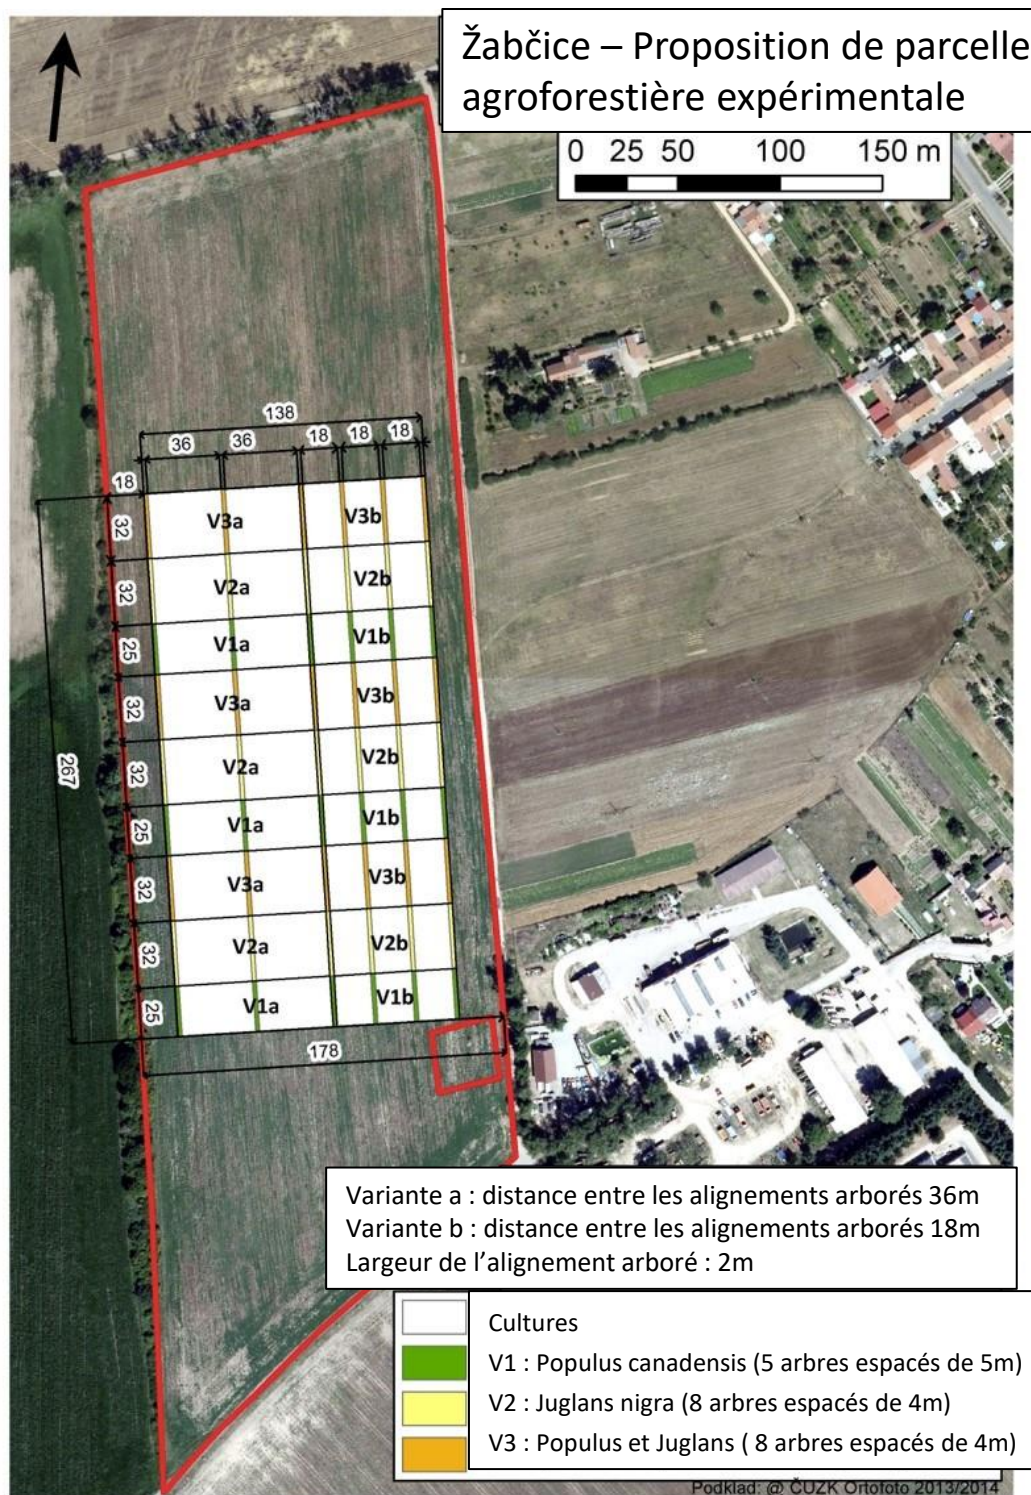 Žabčice – Proposition de parcelle
agroforestière expérimentale
0 25 50 100 150 m
138
36 36 18 18 18
18
32
V3a V3b
32
V2a V2b
25
V1a V1b
32
V3a V3b
267
32
V2a V2b
25
V1a V1b
32
V3a V3b
32
V2a V2b
25
V1a V1b
178
Variante a : distance entre les alignements arborés 36m
Variante b : distance entre les alignements arborés 18m
Largeur de l’alignement arboré : 2m
Cultures
V1 : Populus canadensis (5 arbres espacés de 5m)
V2 : Juglans nigra (8 arbres espacés de 4m)
V3 : Populus et Juglans ( 8 arbres espacés de 4m)
Podklad: @ ČÚZK Ortofoto 2013/2014